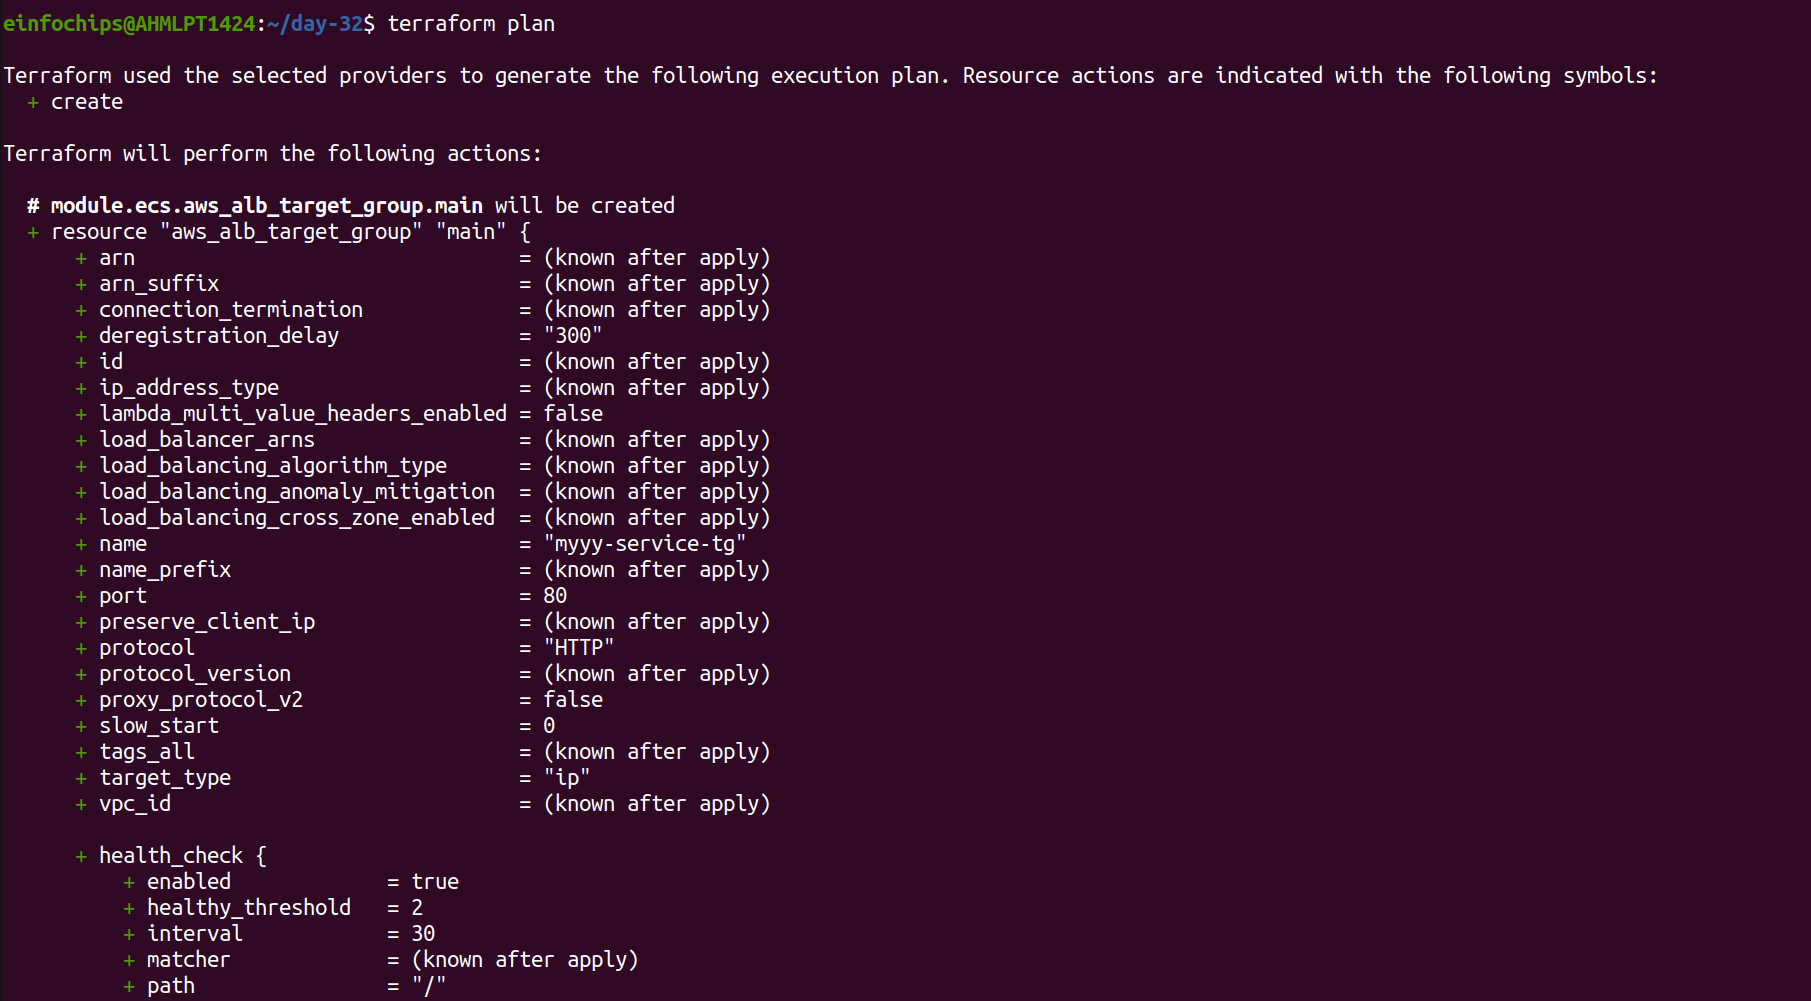 einfochips@AHMLPT1424:~/day-32$ terraform plan
Terraform used the selected providers to generate the following execution plan. Resource actions are indicated with the following symbols:
+ create
Terraform will perform the following actions:
# module.ecs.aws_alb_target_group.main will be created
+ resource "aws_alb_target_group" "main" {
+ arn = (known after apply)
+ arn_suffix = (known after apply)
+ connection_termination = (known after apply)
+ deregistration_delay = "300"
+ id = (known after apply)
+ ip_address_type = (known after apply)
+ lambda_multi_value_headers_enabled = false
+ load_balancer_arns = (known after apply)
+ load_balancing_algorithm_type = (known after apply)
+ load_balancing_anomaly_mitigation = (known after apply)
+ load_balancing_cross_zone_enabled = (known after apply)
+ name = "myyy-service-tg"
+ name_prefix = (known after apply)
+ port = 80
+ preserve_client_ip = (known after apply)
+ protocol = "HTTP"
+ protocol_version = (known after apply)
+ proxy_protocol_v2 = false
+ slow_start = 0
+ tags_all = (known after apply)
+ target_type = "ip"
+ vpc_id = (known after apply)
+ health_check {
+ enabled = true
+ healthy_threshold = 2
+ interval = 30
+ matcher = (known after apply)
+ path = "/"